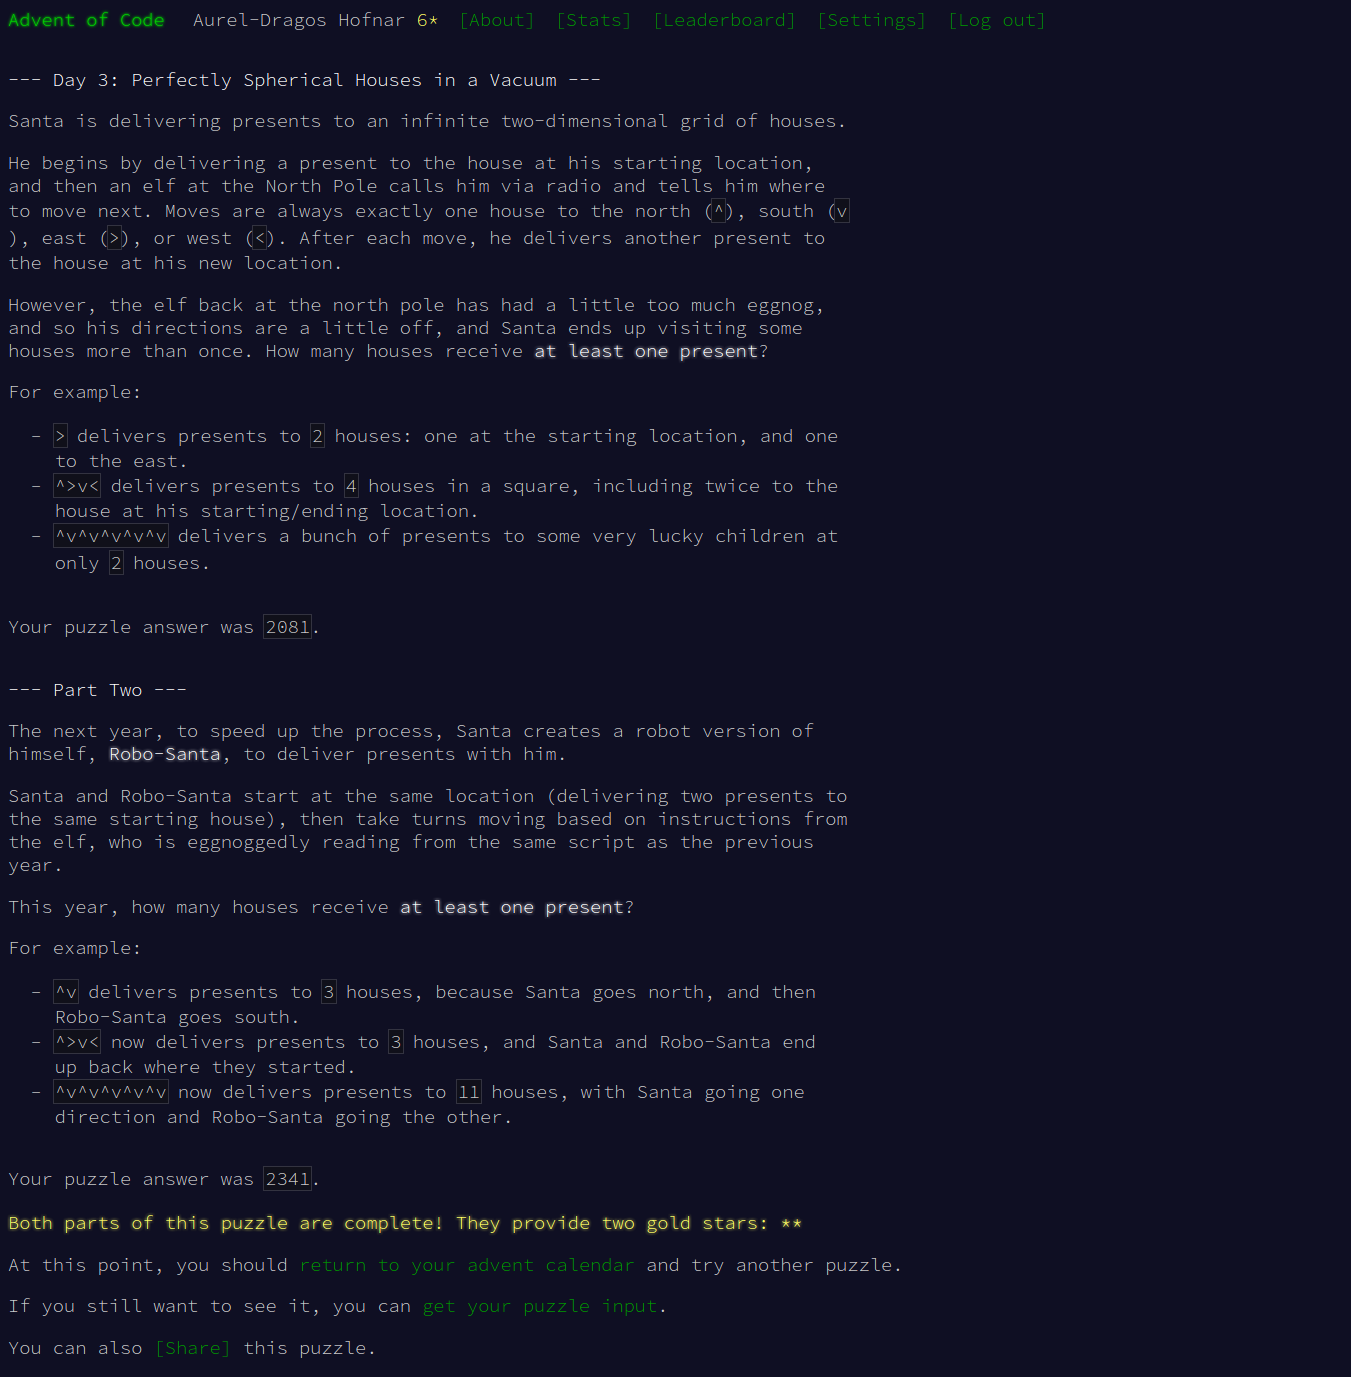 Advent of Code Aurel-Dragos Hofnar 6* [About] [Stats] [Leaderboard] [Settings] [Log out]
--- Day 3: Perfectly Spherical Houses in a Vacuum ---
Santa is delivering presents to an infinite two-dimensional grid of houses.
He begins by delivering a present to the house at his starting location,
and then an elf at the North Pole calls him via radio and tells him where
to move next. Moves are always exactly one house to the north (^), south (v
), east (>), or west (<). After each move, he delivers another present to
the house at his new location.
However, the elf back at the north pole has had a little too much eggnog,
and so his directions are a little off, and Santa ends up visiting some
houses more than once. How many houses receive at least one present?
For example:
- > delivers presents to 2 houses: one at the starting location, and one
to the east.
- ^>v< delivers presents to 4 houses in a square, including twice to the
house at his starting/ending location.
- ^v^v^v^v^v delivers a bunch of presents to some very lucky children at
only 2 houses.
Your puzzle answer was 2081.
--- Part Two ---
The next year, to speed up the process, Santa creates a robot version of
himself, Robo-Santa, to deliver presents with him.
Santa and Robo-Santa start at the same location (delivering two presents to
the same starting house), then take turns moving based on instructions from
the elf, who is eggnoggedly reading from the same script as the previous
year.
This year, how many houses receive at least one present?
For example:
- ^v delivers presents to 3 houses, because Santa goes north, and then
Robo-Santa goes south.
- ^>v< now delivers presents to 3 houses, and Santa and Robo-Santa end
up back where they started.
- ^v^v^v^v^v now delivers presents to 11 houses, with Santa going one
direction and Robo-Santa going the other.
Your puzzle answer was 2341.
Both parts of this puzzle are complete! They provide two gold stars: **
At this point, you should return to your advent calendar and try another puzzle.
If you still want to see it, you can get your puzzle input.
You can also [Share] this puzzle.